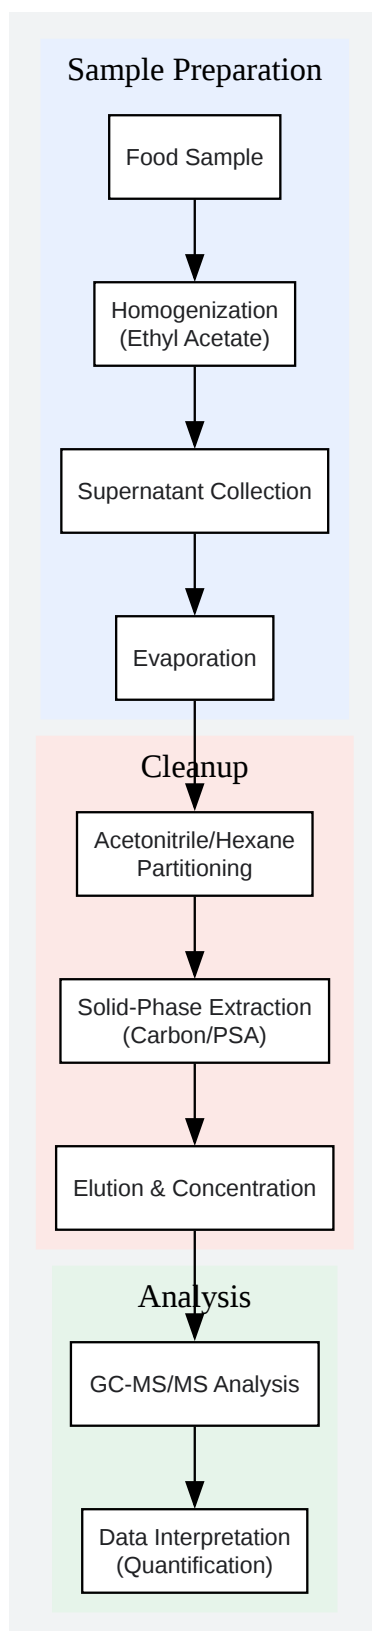 Sample Preparation
Food Sample
Homogenization
(Ethyl Acetate)
Supernatant Collection
Evaporation
Cleanup
Acetonitrile/Hexane
Partitioning
Solid-Phase Extraction
(Carbon/PSA)
Elution & Concentration
Analysis
GC-MS/MS Analysis
Data Interpretation
(Quantification)